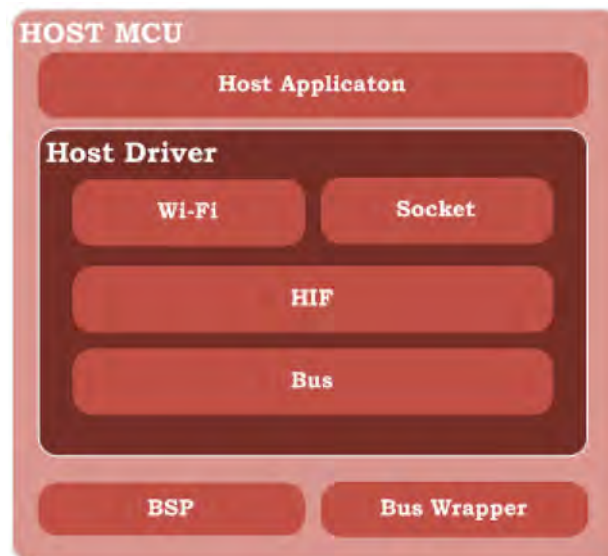 HOST MCU
Host Applicaton
Host Driver
Wi-Fi
Socket
HIF
Bus
BSP
Bus Wrapper